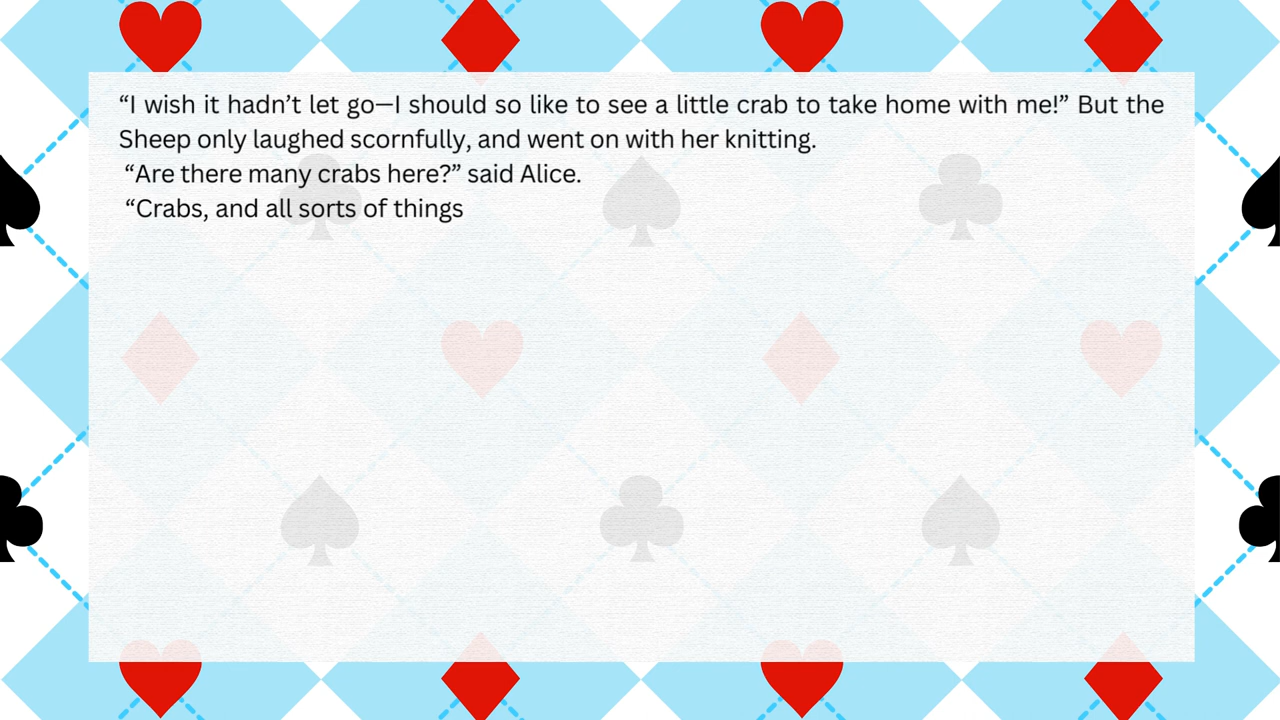 “I wish it hadn’t let go—I should so like to see a little crab to take home with me!” But the
Sheep only laughed scornfully, and went on with her knitting.
“Are there many crabs here?” said Alice.
“Crabs, and all sorts of things